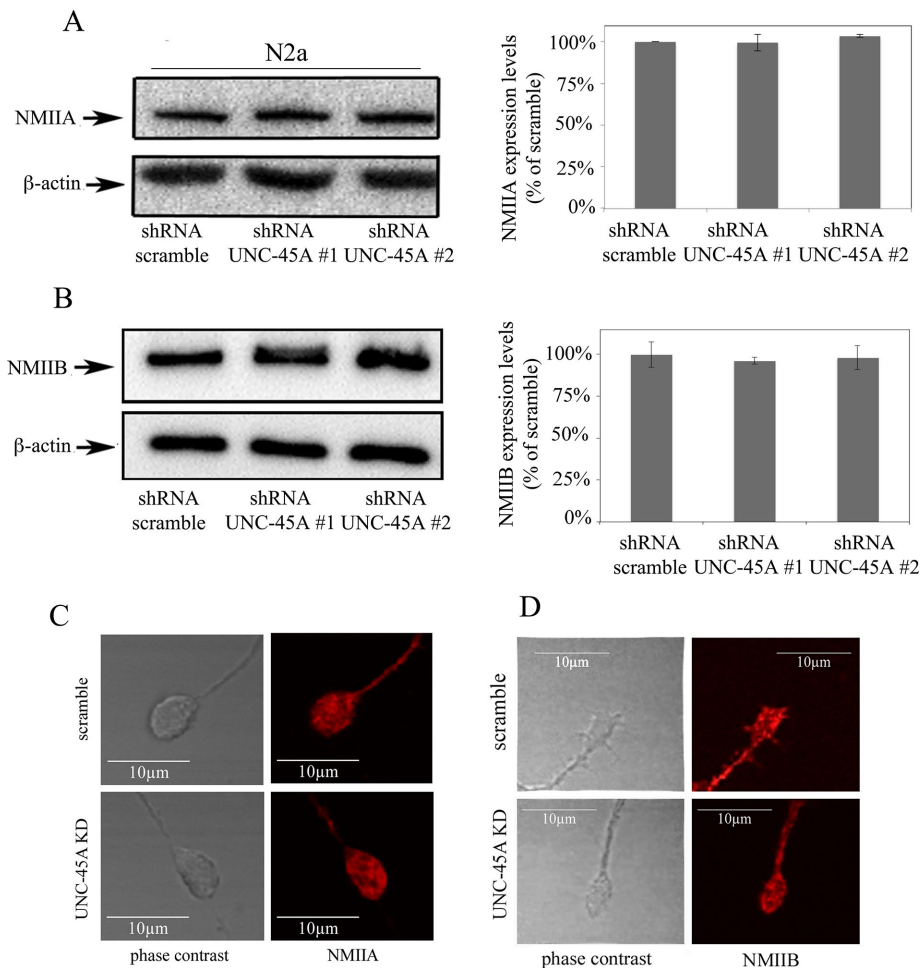 A
N2a
NMIIA
β-actin
shRNA scramble
shRNA UNC-45A #1
shRNA UNC-45A #2
NMIIA expression levels
(% of scramble)
100%
75%
50%
25%
0%
shRNA scramble
shRNA UNC-45A #1
shRNA UNC-45A #2
B
NMIIB
β-actin
shRNA scramble
shRNA UNC-45A #1
shRNA UNC-45A #2
NMIIB expression levels
(% of scramble)
100%
75%
50%
25%
0%
shRNA scramble
shRNA UNC-45A #1
shRNA UNC-45A #2
C
scramble
10µm
10µm
UNC-45A KD
10µm
10µm
phase contrast
NMIIA
D
scramble
10µm
10µm
UNC-45A KD
10µm
10µm
phase contrast
NMIIB